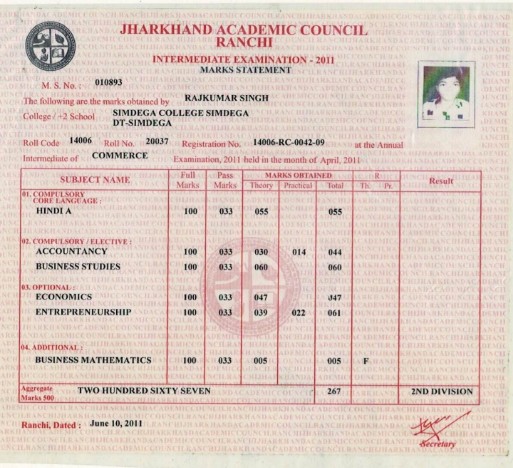 JHARKHAND ACADEMIC COUNCIL
RANCHI
INTERMEDIATE EXAMINATION - 2011
MARKS STATEMENT
M. S. No. : 010893
The following are the marks obtained by RAJKUMAR SINGH
College / +2 School SIMDEGA COLLEGE SIMDEGA
DT-SIMDEGA
Roll Code 14006 Roll No. 20037 Registration No. 14006-RC-0042-09 at the Annual
Intermediate of COMMERCE Examination, 2011 held in the month of April, 2011
SUBJECT NAME Full Marks Pass Marks MARKS OBTAINED Result
Theory Practical Total Th. Pr.
01. COMPULSORY
CORE LANGUAGE :
HINDI A 100 033 055 055
02. COMPULSORY / ELECTIVE :
ACCOUNTANCY 100 033 030 014 044
BUSINESS STUDIES 100 033 060 060
03. OPTIONAL :
ECONOMICS 100 033 047 047
ENTREPRENEURSHIP 100 033 039 022 061
04. ADDITIONAL :
BUSINESS MATHEMATICS 100 033 005 005 F
Aggregate
Marks 500 TWO HUNDRED SIXTY SEVEN 267 2ND DIVISION
Ranchi, Dated : June 10, 2011
Secretary